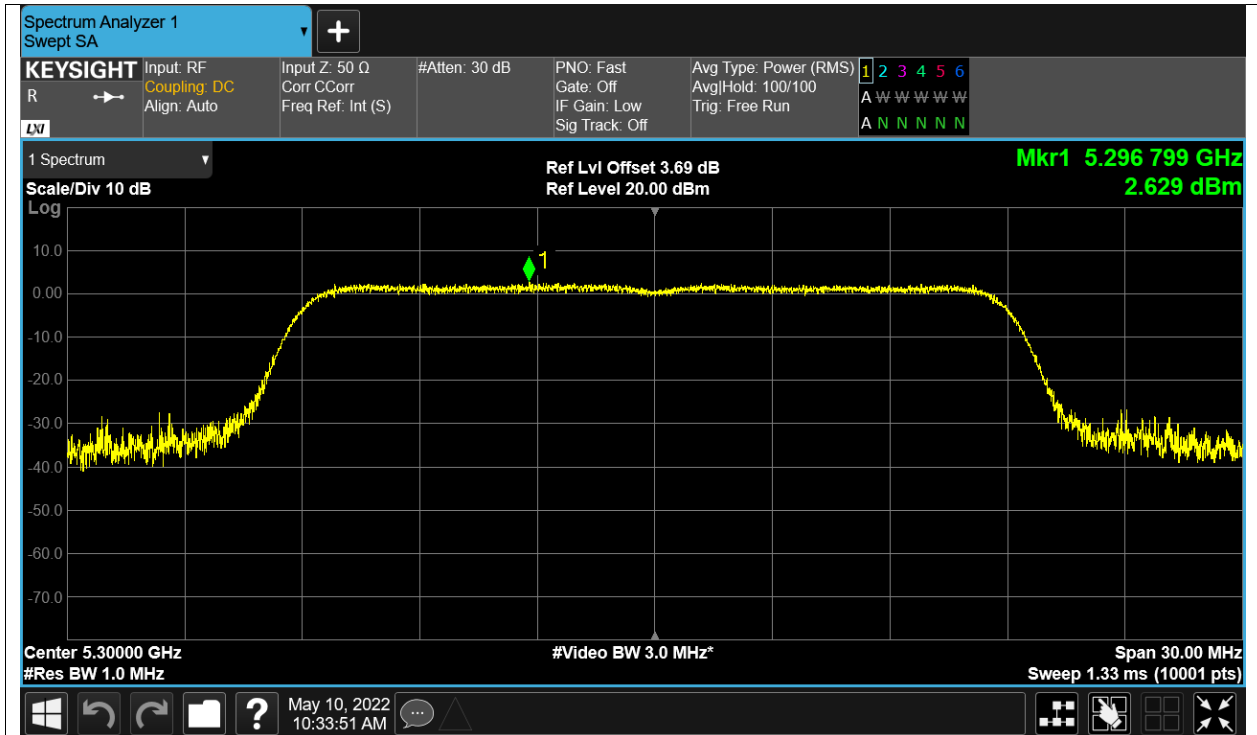 Spectrum Analyzer 1
Swept SA
KEYSIGHT
R
LXI
Input: RF
Coupling: DC
Align: Auto
Input Z: 50 Ω
Corr CCorr
Freq Ref: Int (S)
#Atten: 30 dB
PNO: Fast
Gate: Off
IF Gain: Low
Sig Track: Off
Avg Type: Power (RMS)
Avg|Hold: 100/100
Trig: Free Run
1 2 3 4 5 6
A W W W W W
A N N N N N
1 Spectrum
Scale/Div 10 dB
Log
Ref Lvl Offset 3.69 dB
Ref Level 20.00 dBm
Mkr1 5.296 799 GHz
2.629 dBm
10.0
1
0.00
-10.0
-20.0
-30.0
-40.0
-50.0
-60.0
-70.0
Center 5.30000 GHz
#Res BW 1.0 MHz
#Video BW 3.0 MHz*
Span 30.00 MHz
Sweep 1.33 ms (10001 pts)
?
May 10, 2022
10:33:51 AM